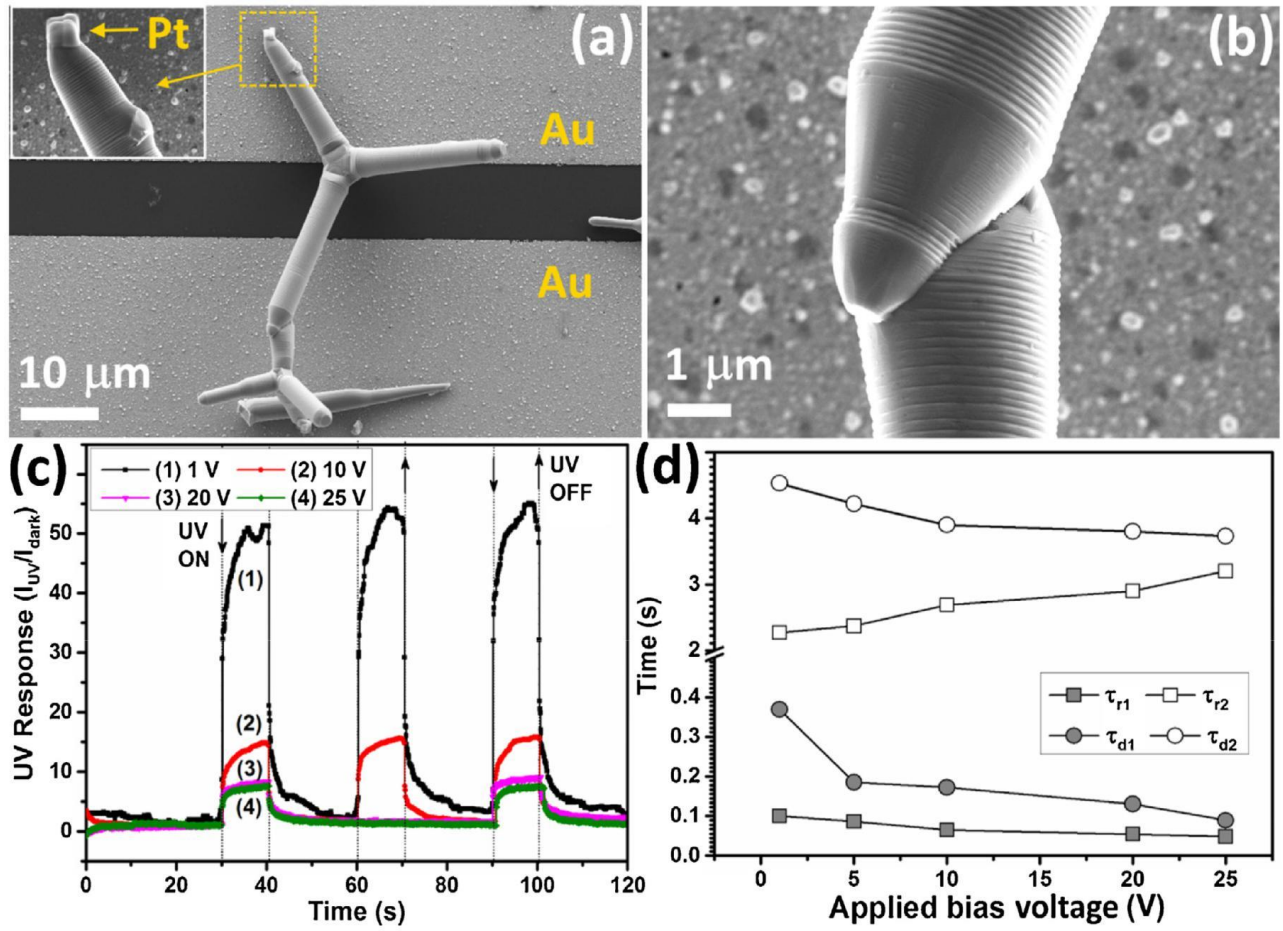 (a)
Pt
Au
Au
10 μm
(b)
1 μm
(c)
(1) 1 V (2) 10 V
(3) 20 V (4) 25 V
UV
ON
UV
OFF
(1)
(2)
(3)
(4)
UV Response (I_UV/I_dark)
50
40
30
20
10
0
0 20 40 60 80 100 120
Time (s)
(d)
Time (s)
4
3
2
0.4
0.3
0.2
0.1
0.0
τr1 τr2
τd1 τd2
0 5 10 15 20 25
Applied bias voltage (V)